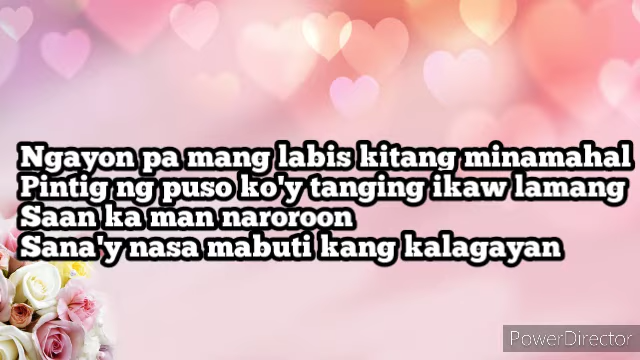 Ngayon pa mang labis kitang minamahal
Pintig ng puso ko'y tanging ikaw lamang
Saan ka man naroroon
Sana'y nasa mabuti kang kalagayan
PowerDirector